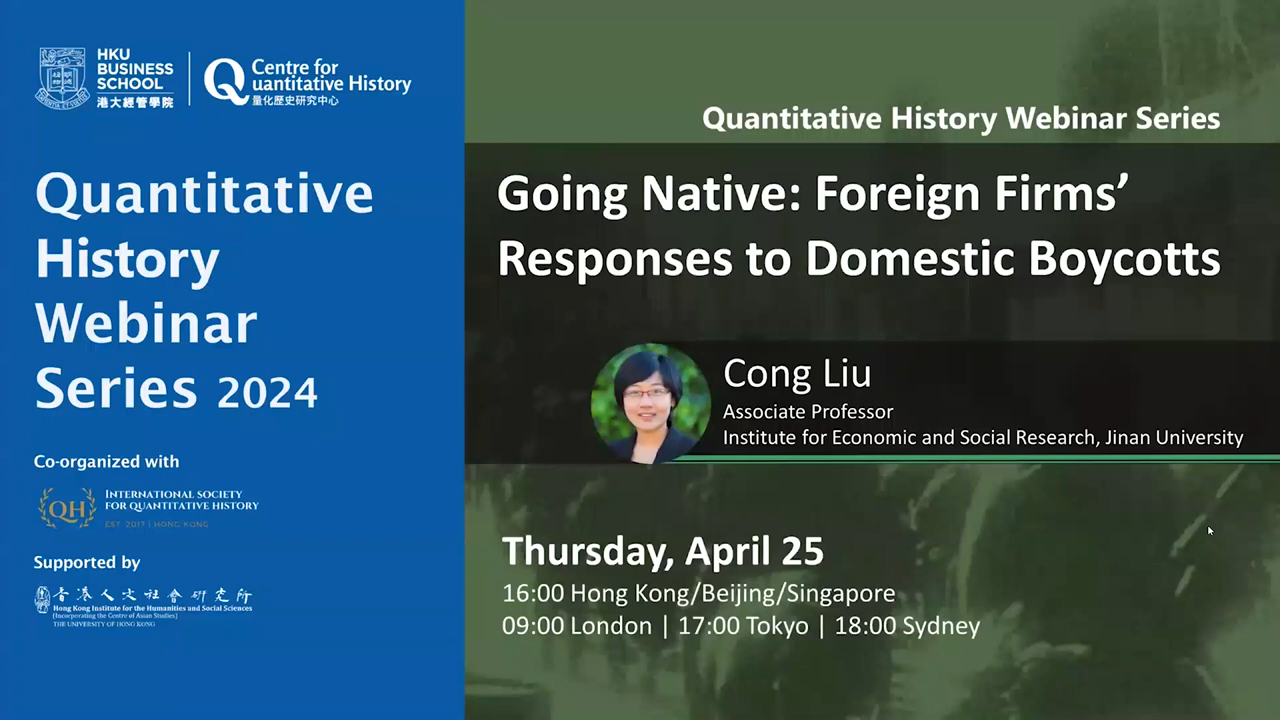 HKU
BUSINESS
SCHOOL
港大經管學院
Centre for
Quantitative History
量化歷史研究中心
Quantitative
History
Webinar
Series 2024
Co-organized with
QH
INTERNATIONAL SOCIETY
FOR QUANTITATIVE HISTORY
EST. 2017 | HONG KONG
Supported by
香港人文社會研究所
Hong Kong Institute for the Humanities and Social Sciences
(Incorporating the Centre of Asian Studies)
THE UNIVERSITY OF HONG KONG
Quantitative History Webinar Series
Going Native: Foreign Firms’
Responses to Domestic Boycotts
Cong Liu
Associate Professor
Institute for Economic and Social Research, Jinan University
Thursday, April 25
16:00 Hong Kong/Beijing/Singapore
09:00 London | 17:00 Tokyo | 18:00 Sydney